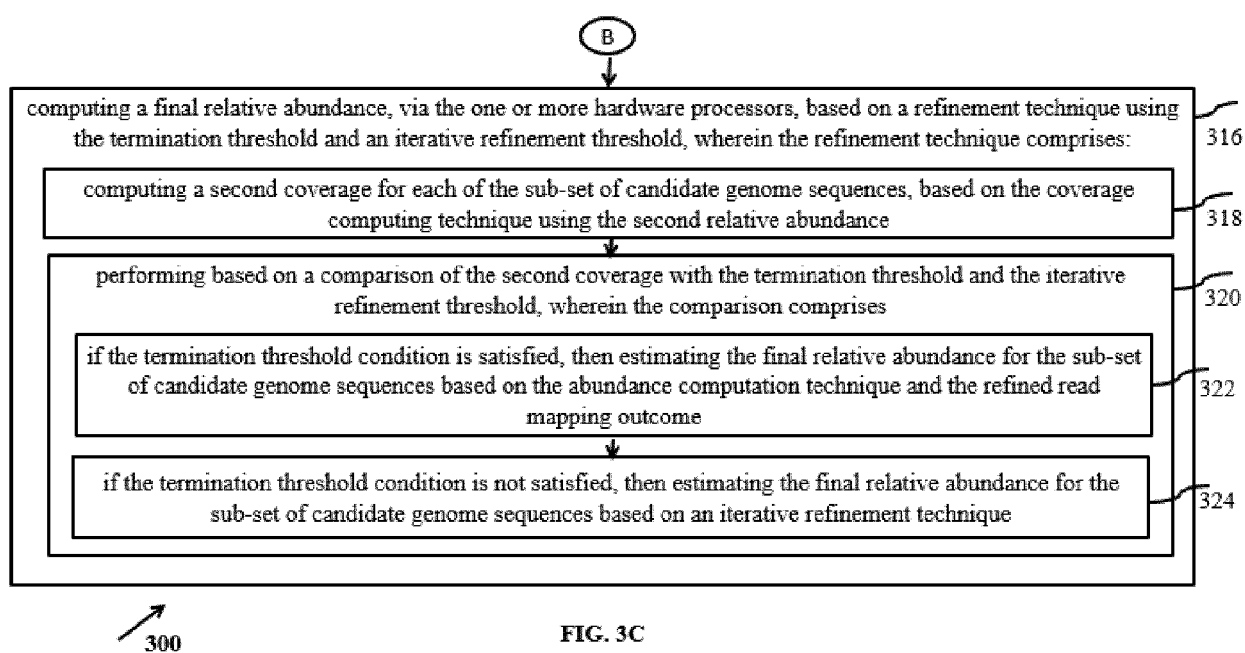 B
computing a final relative abundance, via the one or more hardware processors, based on a refinement technique using
the termination threshold and an iterative refinement threshold, wherein the refinement technique comprises:
316
computing a second coverage for each of the sub-set of candidate genome sequences, based on the coverage
computing technique using the second relative abundance
318
performing based on a comparison of the second coverage with the termination threshold and the iterative
refinement threshold, wherein the comparison comprises
320
if the termination threshold condition is satisfied, then estimating the final relative abundance for the sub-set
of candidate genome sequences based on the abundance computation technique and the refined read
mapping outcome
322
if the termination threshold condition is not satisfied, then estimating the final relative abundance for the
sub-set of candidate genome sequences based on an iterative refinement technique
324
300
FIG. 3C